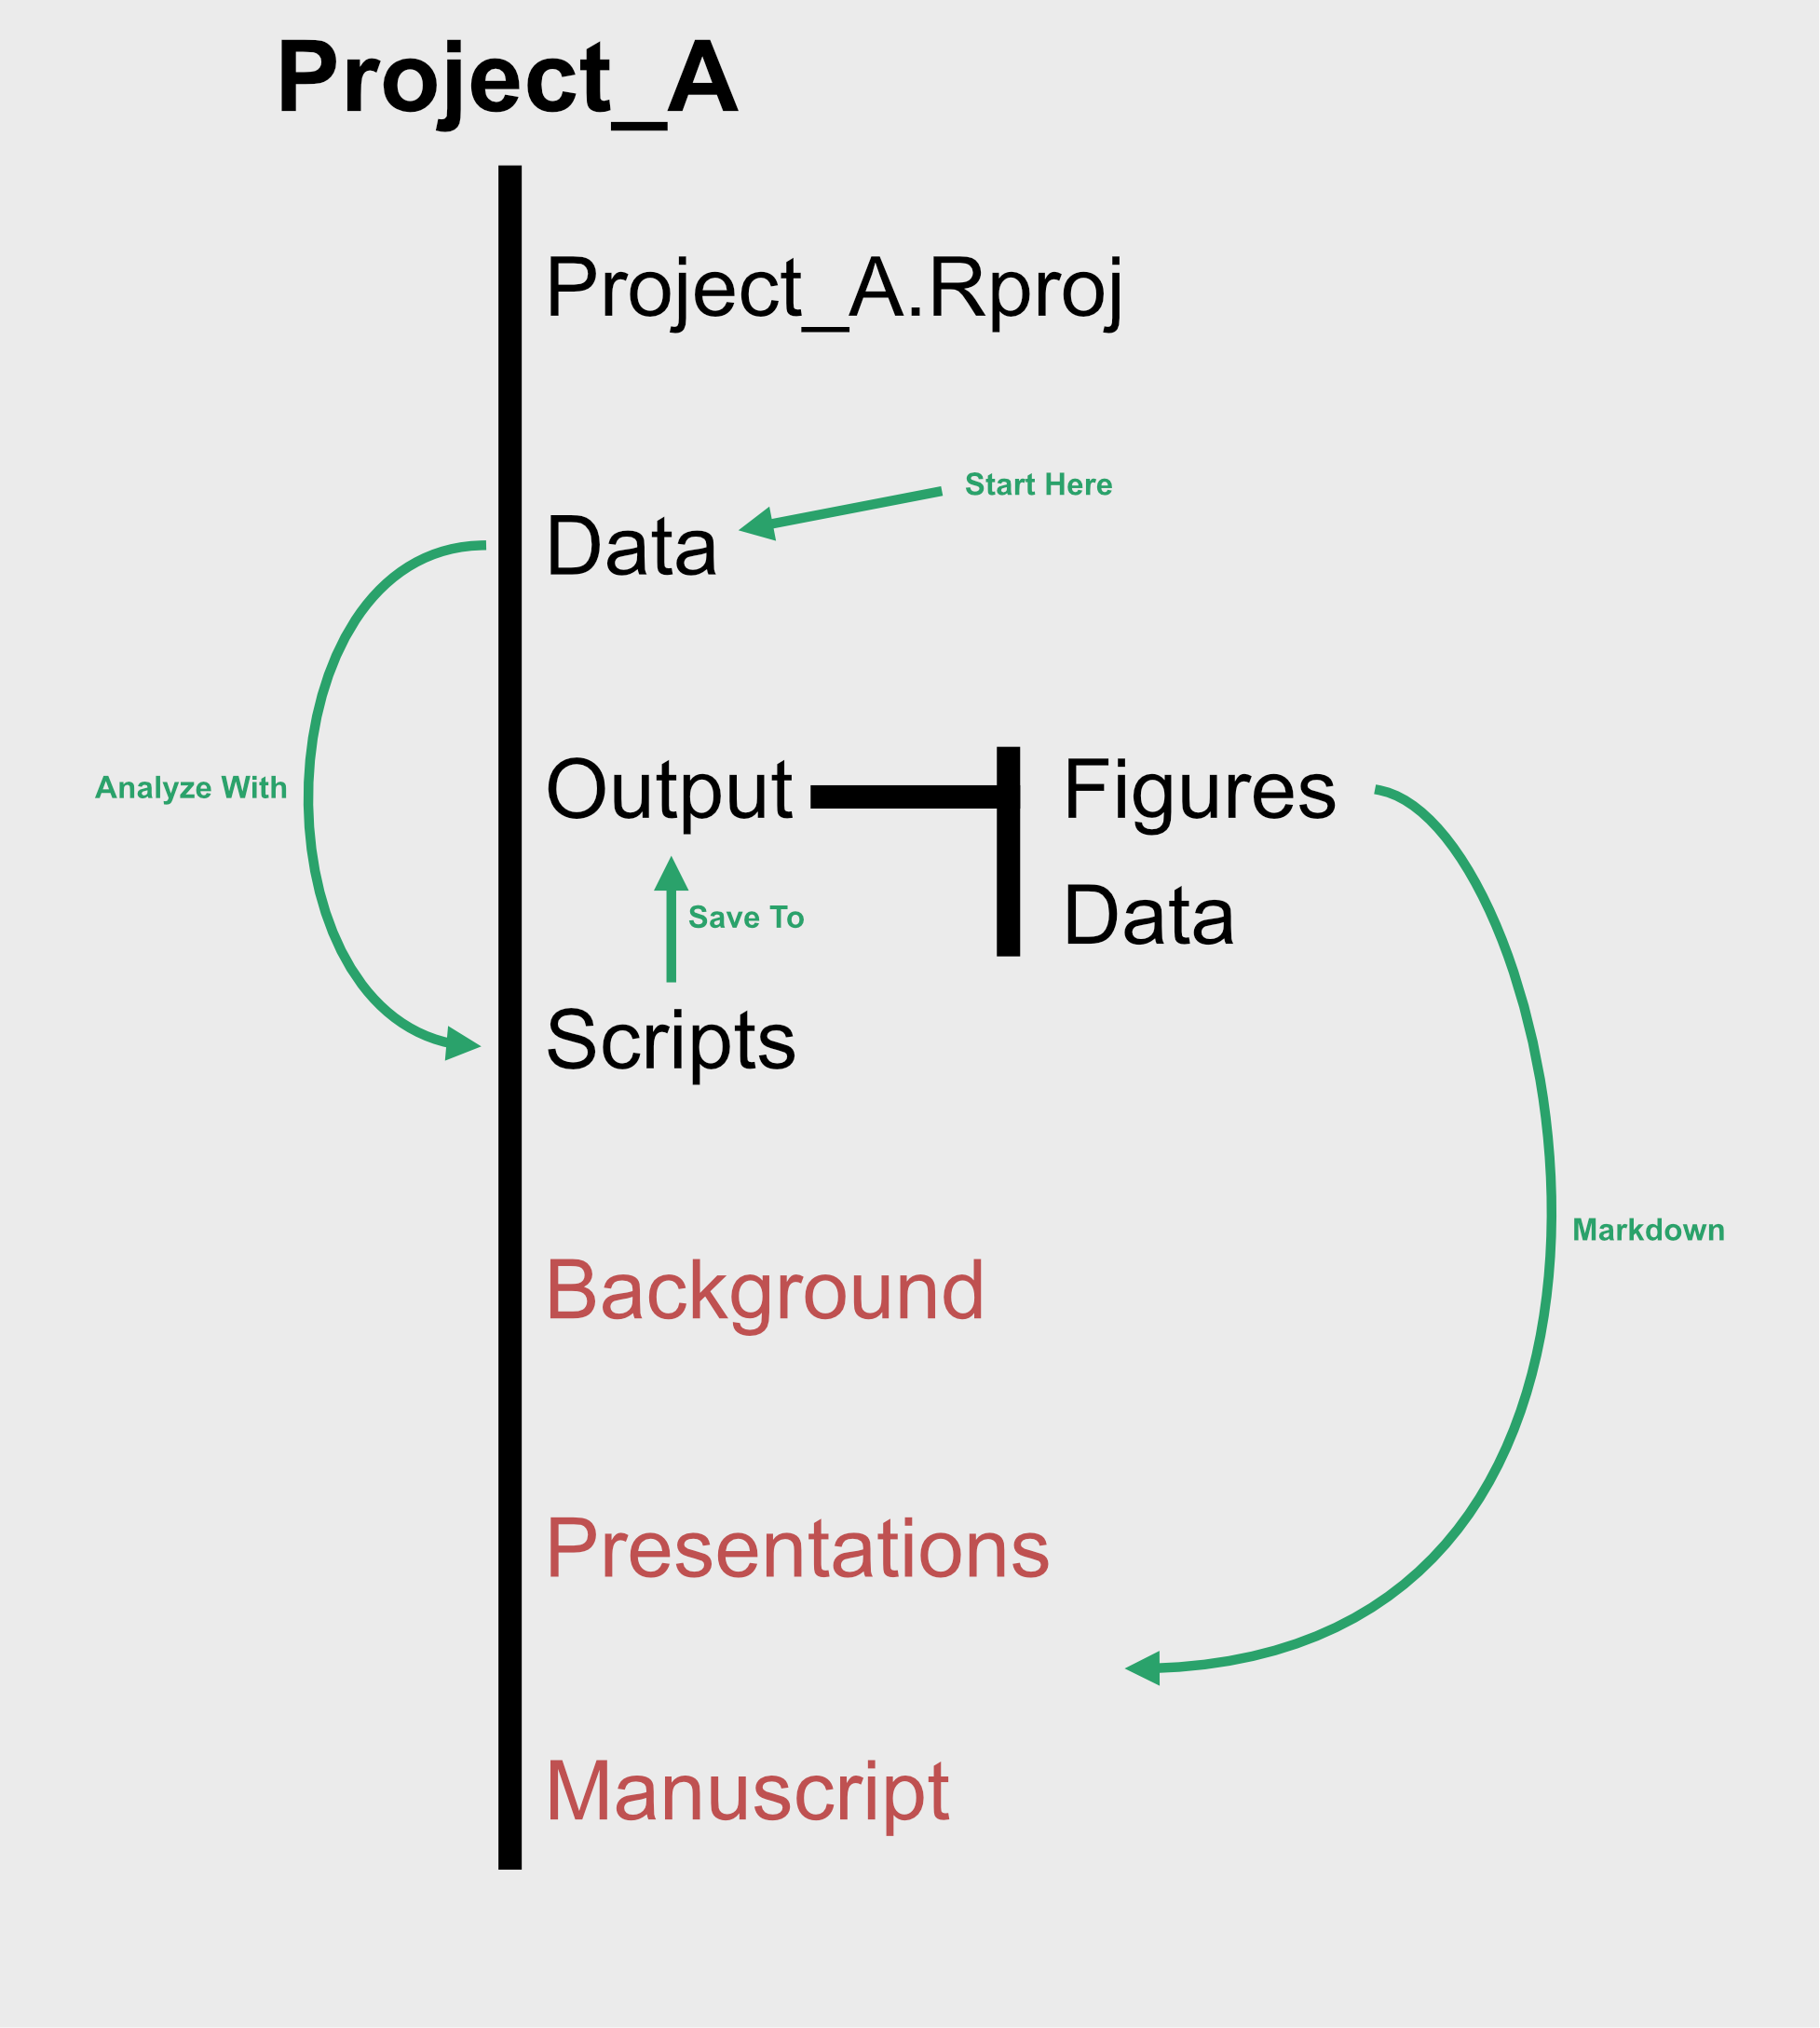 Project_A
Project_A.Rproj
Start Here
Data
Analyze With
Output
Figures
Save To
Data
Scripts
Background
Markdown
Presentations
Manuscript